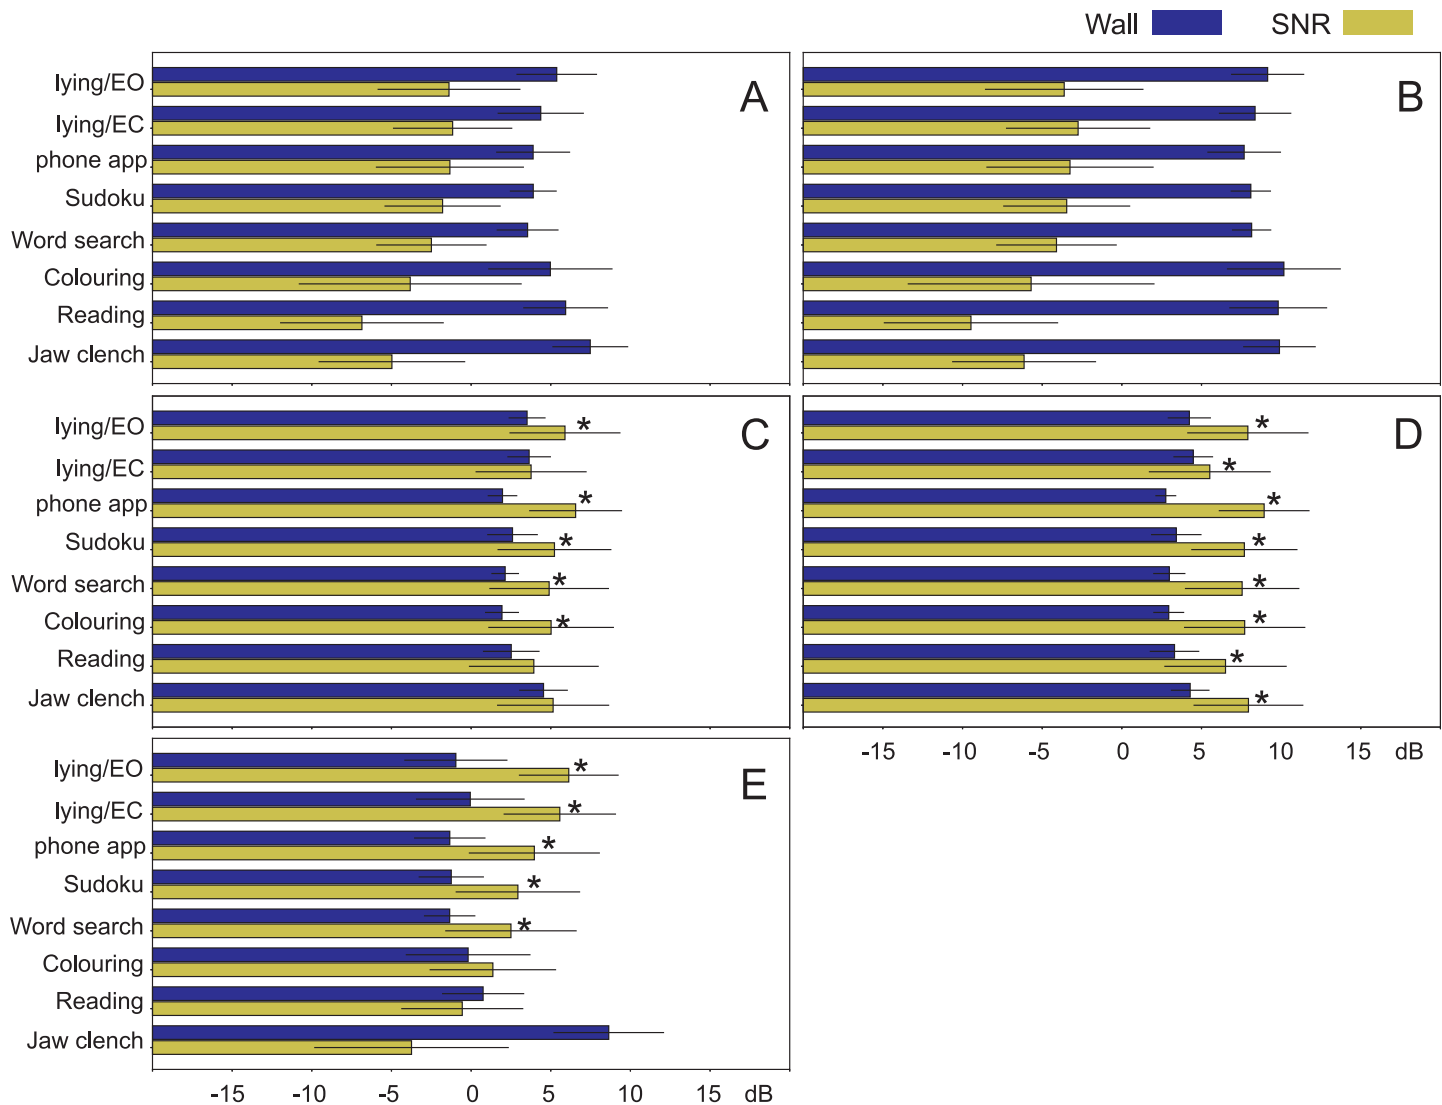 Wall SNR
A
lying/EO
lying/EC
phone app
Sudoku
Word search
Colouring
Reading
Jaw clench
B
C
lying/EO
* lying/EC
phone app *
Sudoku *
Word search *
Colouring *
Reading
Jaw clench
D
*
*
*
*
*
*
*
*
-15 -10 -5 0 5 10 15 dB
E
lying/EO *
lying/EC *
phone app *
Sudoku *
Word search *
Colouring
Reading
Jaw clench
-15 -10 -5 0 5 10 15 dB